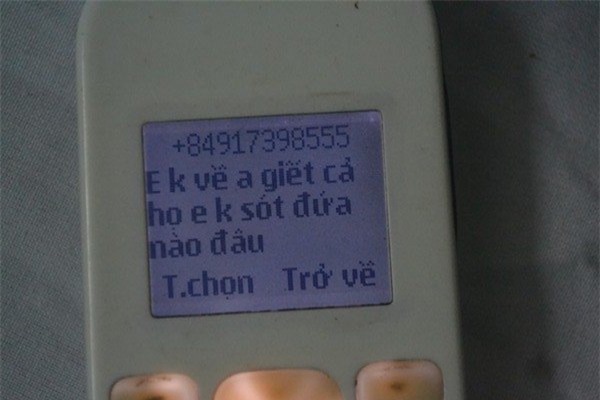 +84917398555
E k về a giết cả
họ e k sót đứa
nào đâu
T.chọn Trở về